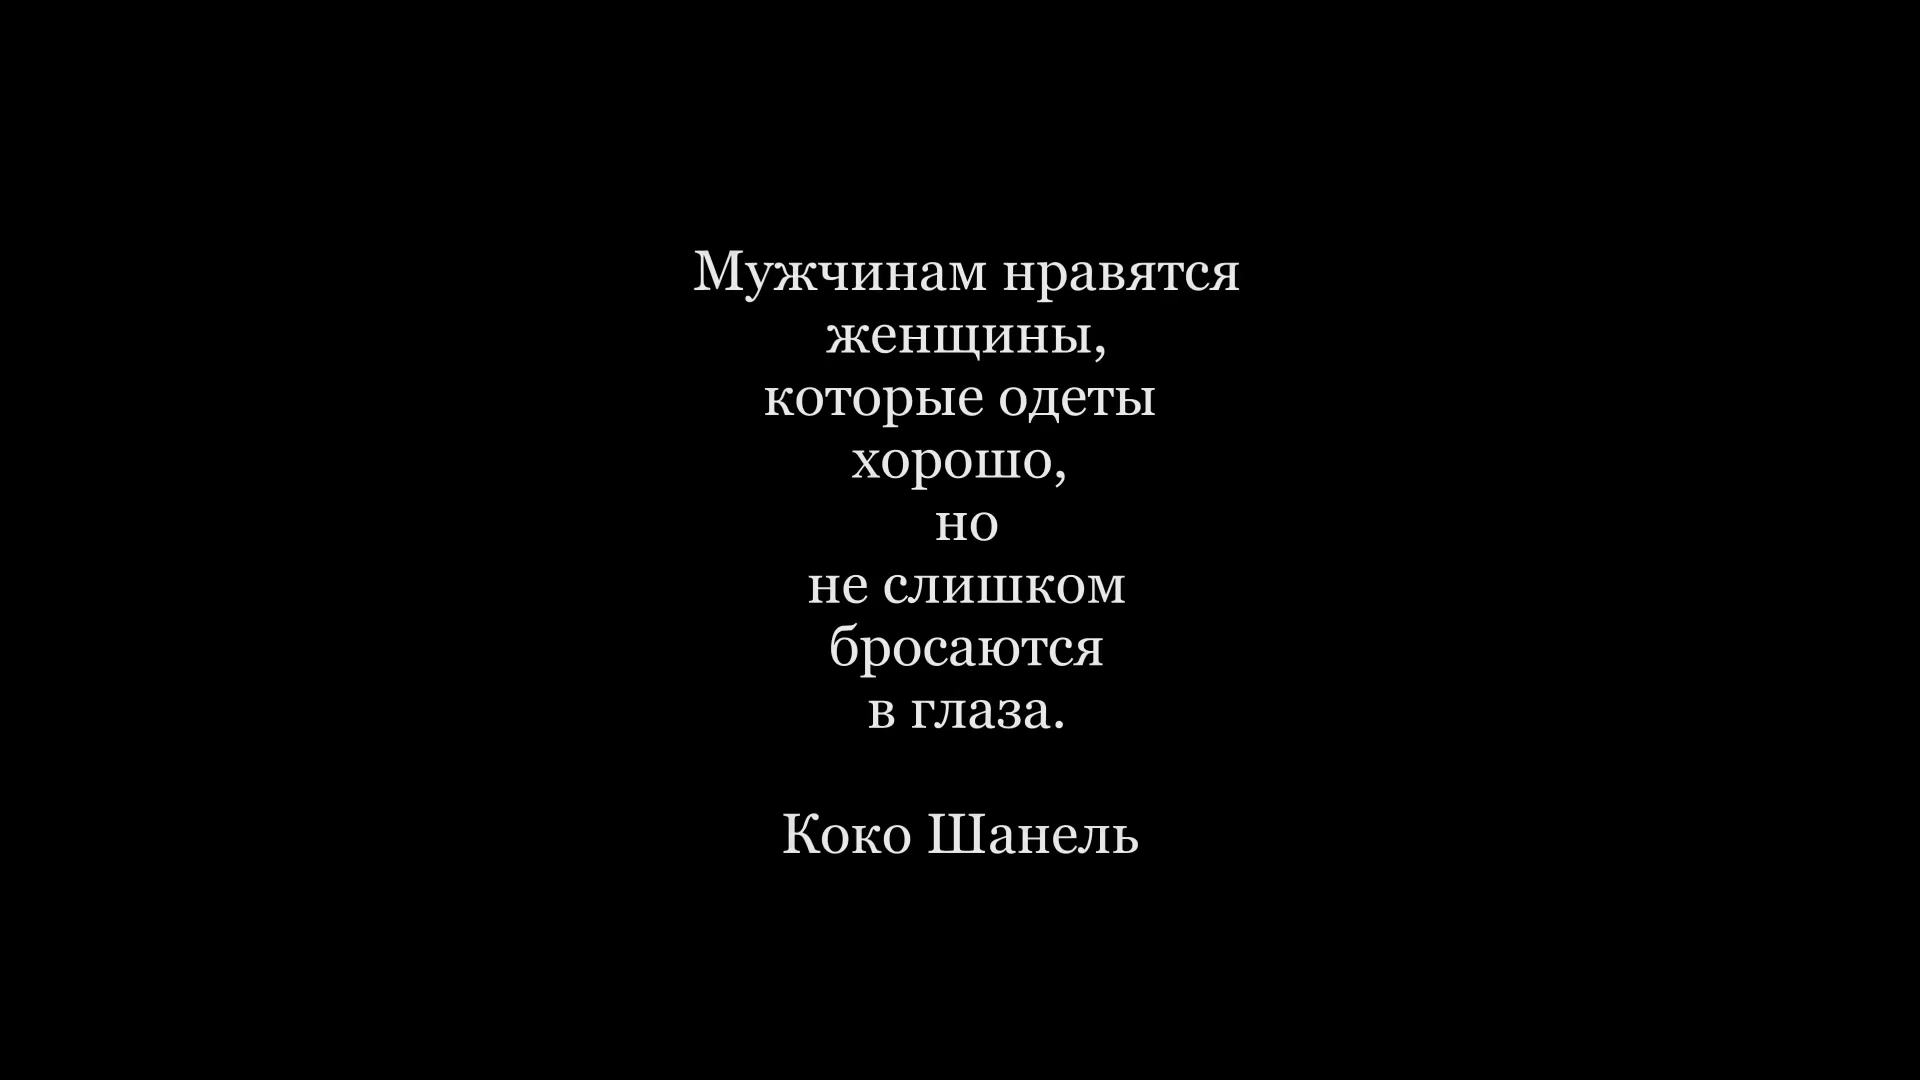 Мужчинам нравятся
женщины,
которые одеты
хорошо,
но
не слишком
бросаются
в глаза.
Коко Шанель